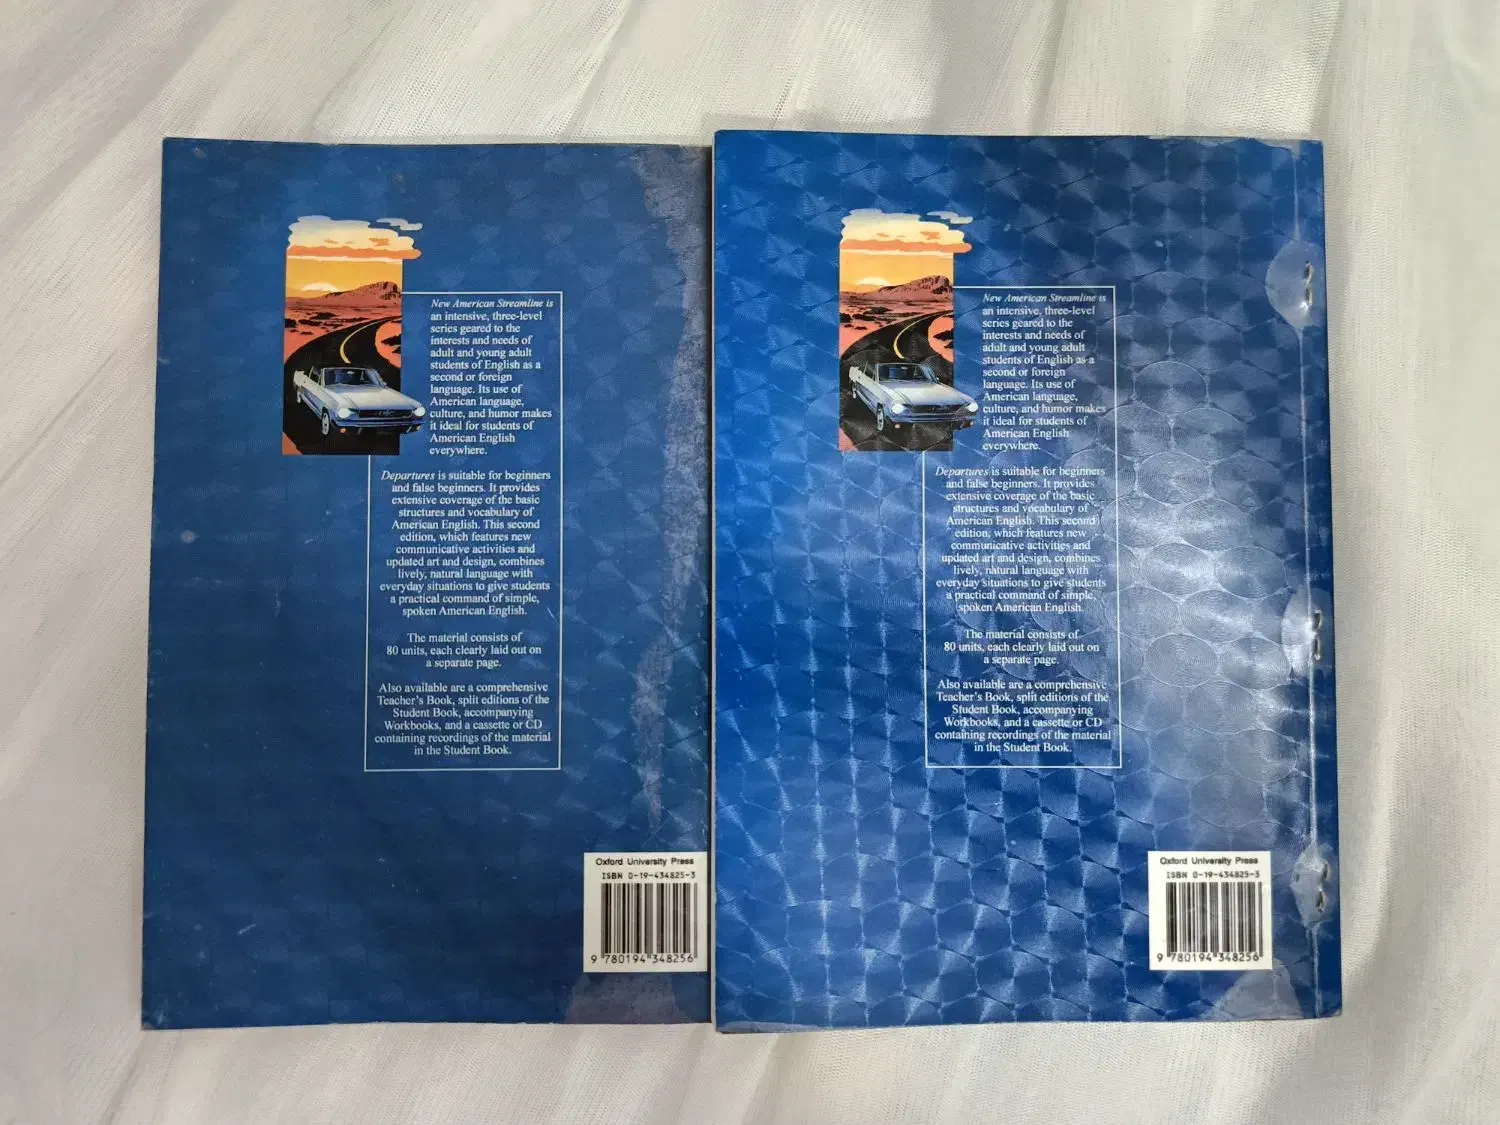 New American Streamline is
an intensive, three-level
series geared to the
interests and needs of
adult and young adult
students of English as a
second or foreign
language. Its use of
American language,
culture, and humor makes
it ideal for students of
American English
everywhere.
Departures is suitable for beginners
and false beginners. It provides
extensive coverage of the basic
structures and vocabulary of
American English. This second
edition, which features new
communicative activities and
updated art and design, combines
lively, natural language with
everyday situations to give students
a practical command of simple,
spoken American English.
The material consists of
80 units, each clearly laid out on
a separate page.
Also available are a comprehensive
Teacher's Book, split editions of the
Student Book, accompanying
Workbooks, and a cassette or CD
containing recordings of the material
in the Student Book.
Oxford University Press
ISBN 0-19-434825-3
9 780194 348256
New American Streamline is
an intensive, three-level
series geared to the
interests and needs of
adult and young adult
students of English as a
second or foreign
language. Its use of
American language,
culture, and humor makes
it ideal for students of
American English
everywhere.
Departures is suitable for beginners
and false beginners. It provides
extensive coverage of the basic
structures and vocabulary of
American English. This second
edition, which features new
communicative activities and
updated art and design, combines
lively, natural language with
everyday situations to give students
a practical command of simple,
spoken American English.
The material consists of
80 units, each clearly laid out on
a separate page.
Also available are a comprehensive
Teacher's Book, split editions of the
Student Book, accompanying
Workbooks, and a cassette or CD
containing recordings of the material
in the Student Book.
Oxford University Press
ISBN 0-19-434825-3
9 780194 348256